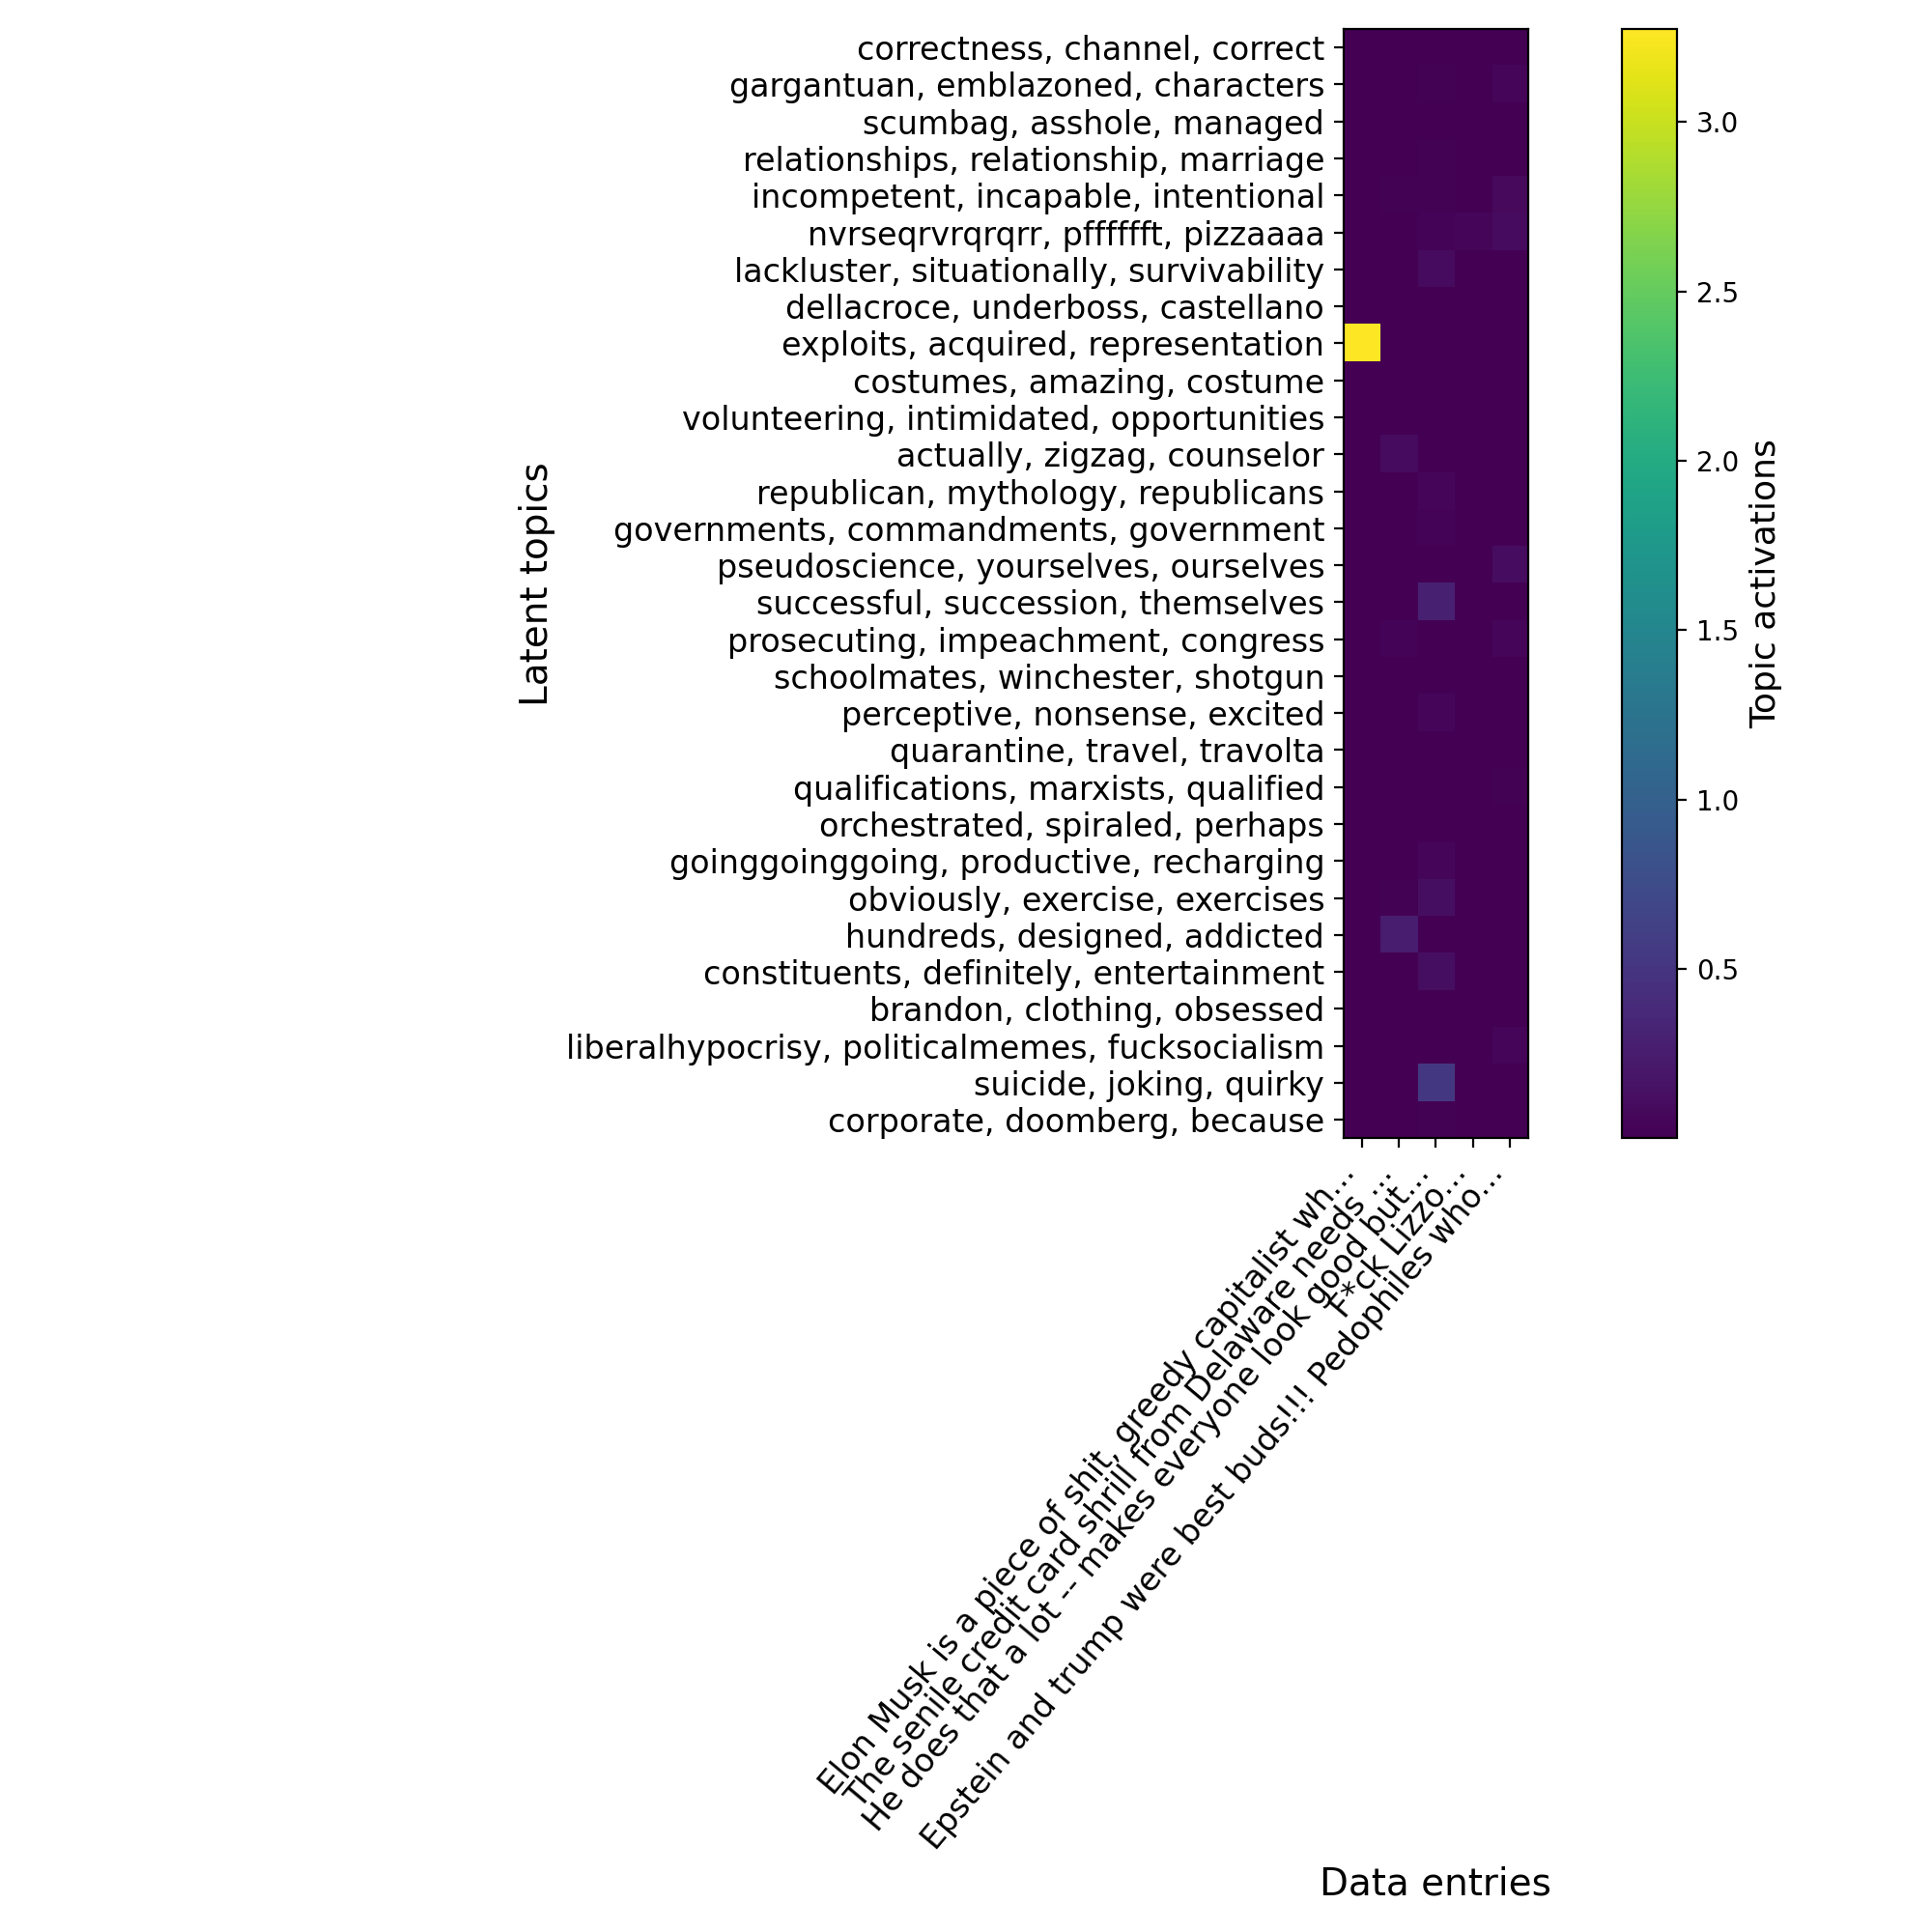 correctness, channel, correct
gargantuan, emblazoned, characters
scumbag, asshole, managed
relationships, relationship, marriage
incompetent, incapable, intentional
nvrseqrvrqrqrr, pfffffft, pizzaaaa
lackluster, situationally, survivability
dellacroce, underboss, castellano
exploits, acquired, representation
costumes, amazing, costume
volunteering, intimidated, opportunities
actually, zigzag, counselor
republican, mythology, republicans
governments, commandments, government
pseudoscience, yourselves, ourselves
successful, succession, themselves
prosecuting, impeachment, congress
schoolmates, winchester, shotgun
perceptive, nonsense, excited
quarantine, travel, travolta
qualifications, marxists, qualified
orchestrated, spiraled, perhaps
goinggoinggoing, productive, recharging
obviously, exercise, exercises
hundreds, designed, addicted
constituents, definitely, entertainment
brandon, clothing, obsessed
liberalhypocrisy, politicalmemes, fucksocialism
suicide, joking, quirky
corporate, doomberg, because
Latent topics
Elon Musk is a piece of shit, greedy capitalist wh...
The senile credit card shrill from Delaware needs ...
He does that a lot -- makes everyone look good but...
F*ck Lizzo...
Epstein and trump were best buds!!! Pedophiles who...
Data entries
3.0
2.5
2.0
1.5
1.0
0.5
Topic activations